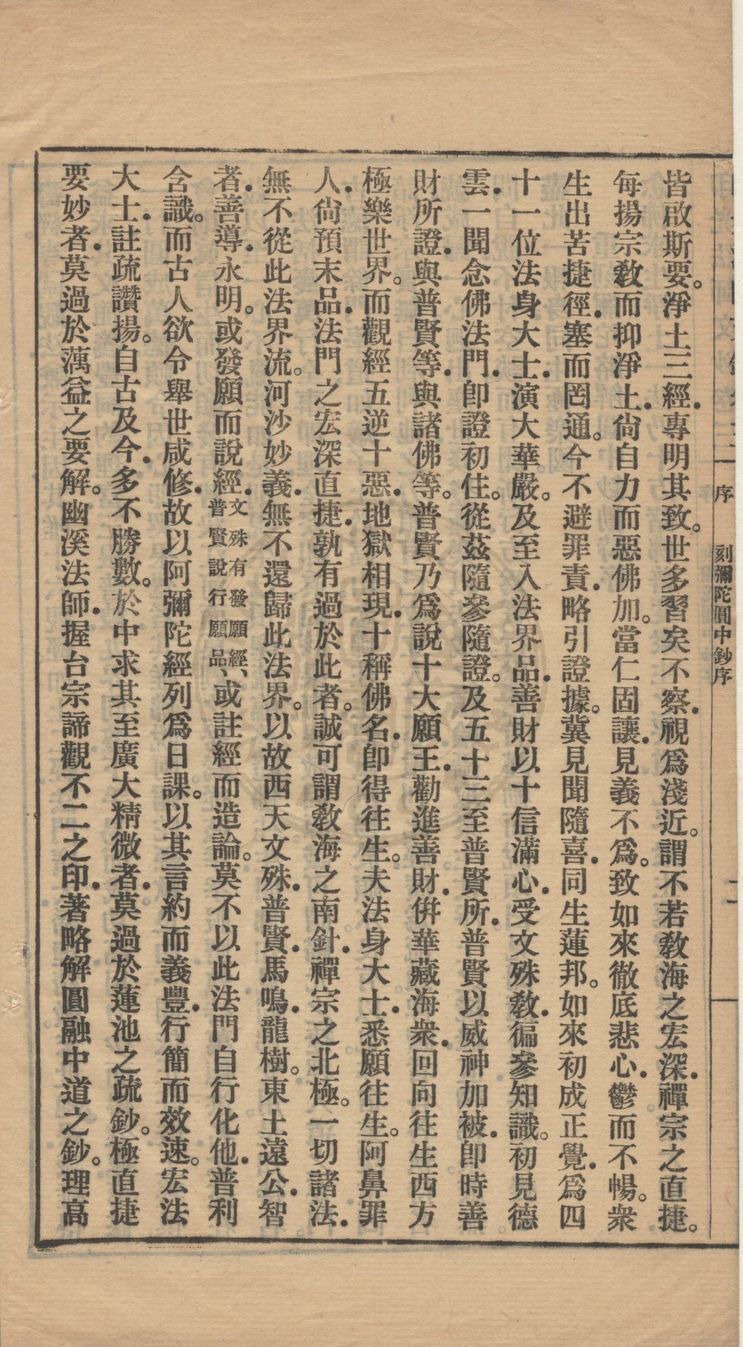 序　刻彌陀圓中鈔序　二
皆啟斯要。淨土三經。專明其致。世多習矣不察。視爲淺近。謂不若敎海之宏深。禪宗之直捷。
每揚宗敎而抑淨土。尙自力而惡佛加。當仁固讓。見義不爲。致如來徹底悲心。鬱而不暢。衆
生出苦捷徑。塞而罔通。今不避罪責。略引證據。冀見聞隨喜。同生蓮邦。如來初成正覺。爲四
十一位法身大士。演大華嚴。及至入法界品。善財以十信滿心。受文殊敎。徧參知識。初見德
雲。一聞念佛法門。卽證初住。從茲隨參隨證。及五十三至普賢所。普賢以威神加被。卽時善
財所證。與普賢等。與諸佛等。普賢乃爲說十大願王。勸進善財。倂華藏海衆。回向往生西方
極樂世界。而觀經五逆十惡。地獄相現。十稱佛名。卽得往生。夫法身大士。悉願往生。阿鼻罪
人。尙預末品。法門之宏深直捷。孰有過於此者。誠可謂敎海之南針。禪宗之北極。一切諸法。
無不從此法界流。河沙妙義。無不還歸此法界。以故西天文殊。普賢。馬鳴。龍樹。東土遠公。智
者。善導。永明。或發願而說經。文殊有發願經、普賢說行願品、或註經而造論。莫不以此法門自行化他。普利
含識。而古人欲令舉世咸修。故以阿彌陀經列爲日課。以其言約而義豐。行簡而效速。宏法
大士。註疏讚揚。自古及今。多不勝數。於中求其至廣大精微者。莫過於蓮池之疏鈔。極直捷
要妙者。莫過於蕅益之要解。幽溪法師。握台宗諦觀不二之印。著略解圓融中道之鈔。理高